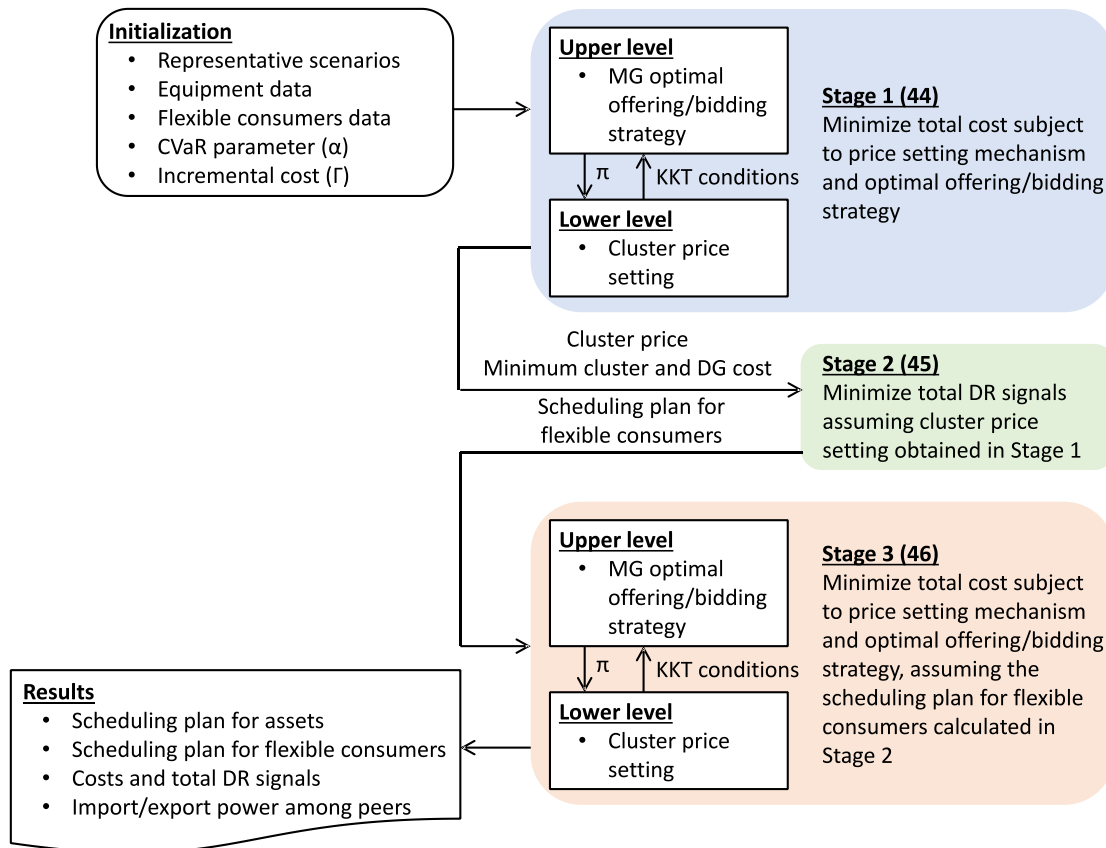 Initialization
• Representative scenarios
• Equipment data
• Flexible consumers data
• CVaR parameter (α)
• Incremental cost (Γ)
Upper level
• MG optimal
offering/bidding
strategy
π
KKT conditions
Lower level
• Cluster price
setting
Stage 1 (44)
Minimize total cost subject
to price setting mechanism
and optimal offering/bidding
strategy
Cluster price
Minimum cluster and DG cost
Stage 2 (45)
Minimize total DR signals
assuming cluster price
setting obtained in Stage 1
Scheduling plan for
flexible consumers
Upper level
• MG optimal
offering/bidding
strategy
π
KKT conditions
Lower level
• Cluster price
setting
Stage 3 (46)
Minimize total cost subject
to price setting mechanism
and optimal offering/bidding
strategy, assuming the
scheduling plan for flexible
consumers calculated in
Stage 2
Results
• Scheduling plan for assets
• Scheduling plan for flexible consumers
• Costs and total DR signals
• Import/export power among peers